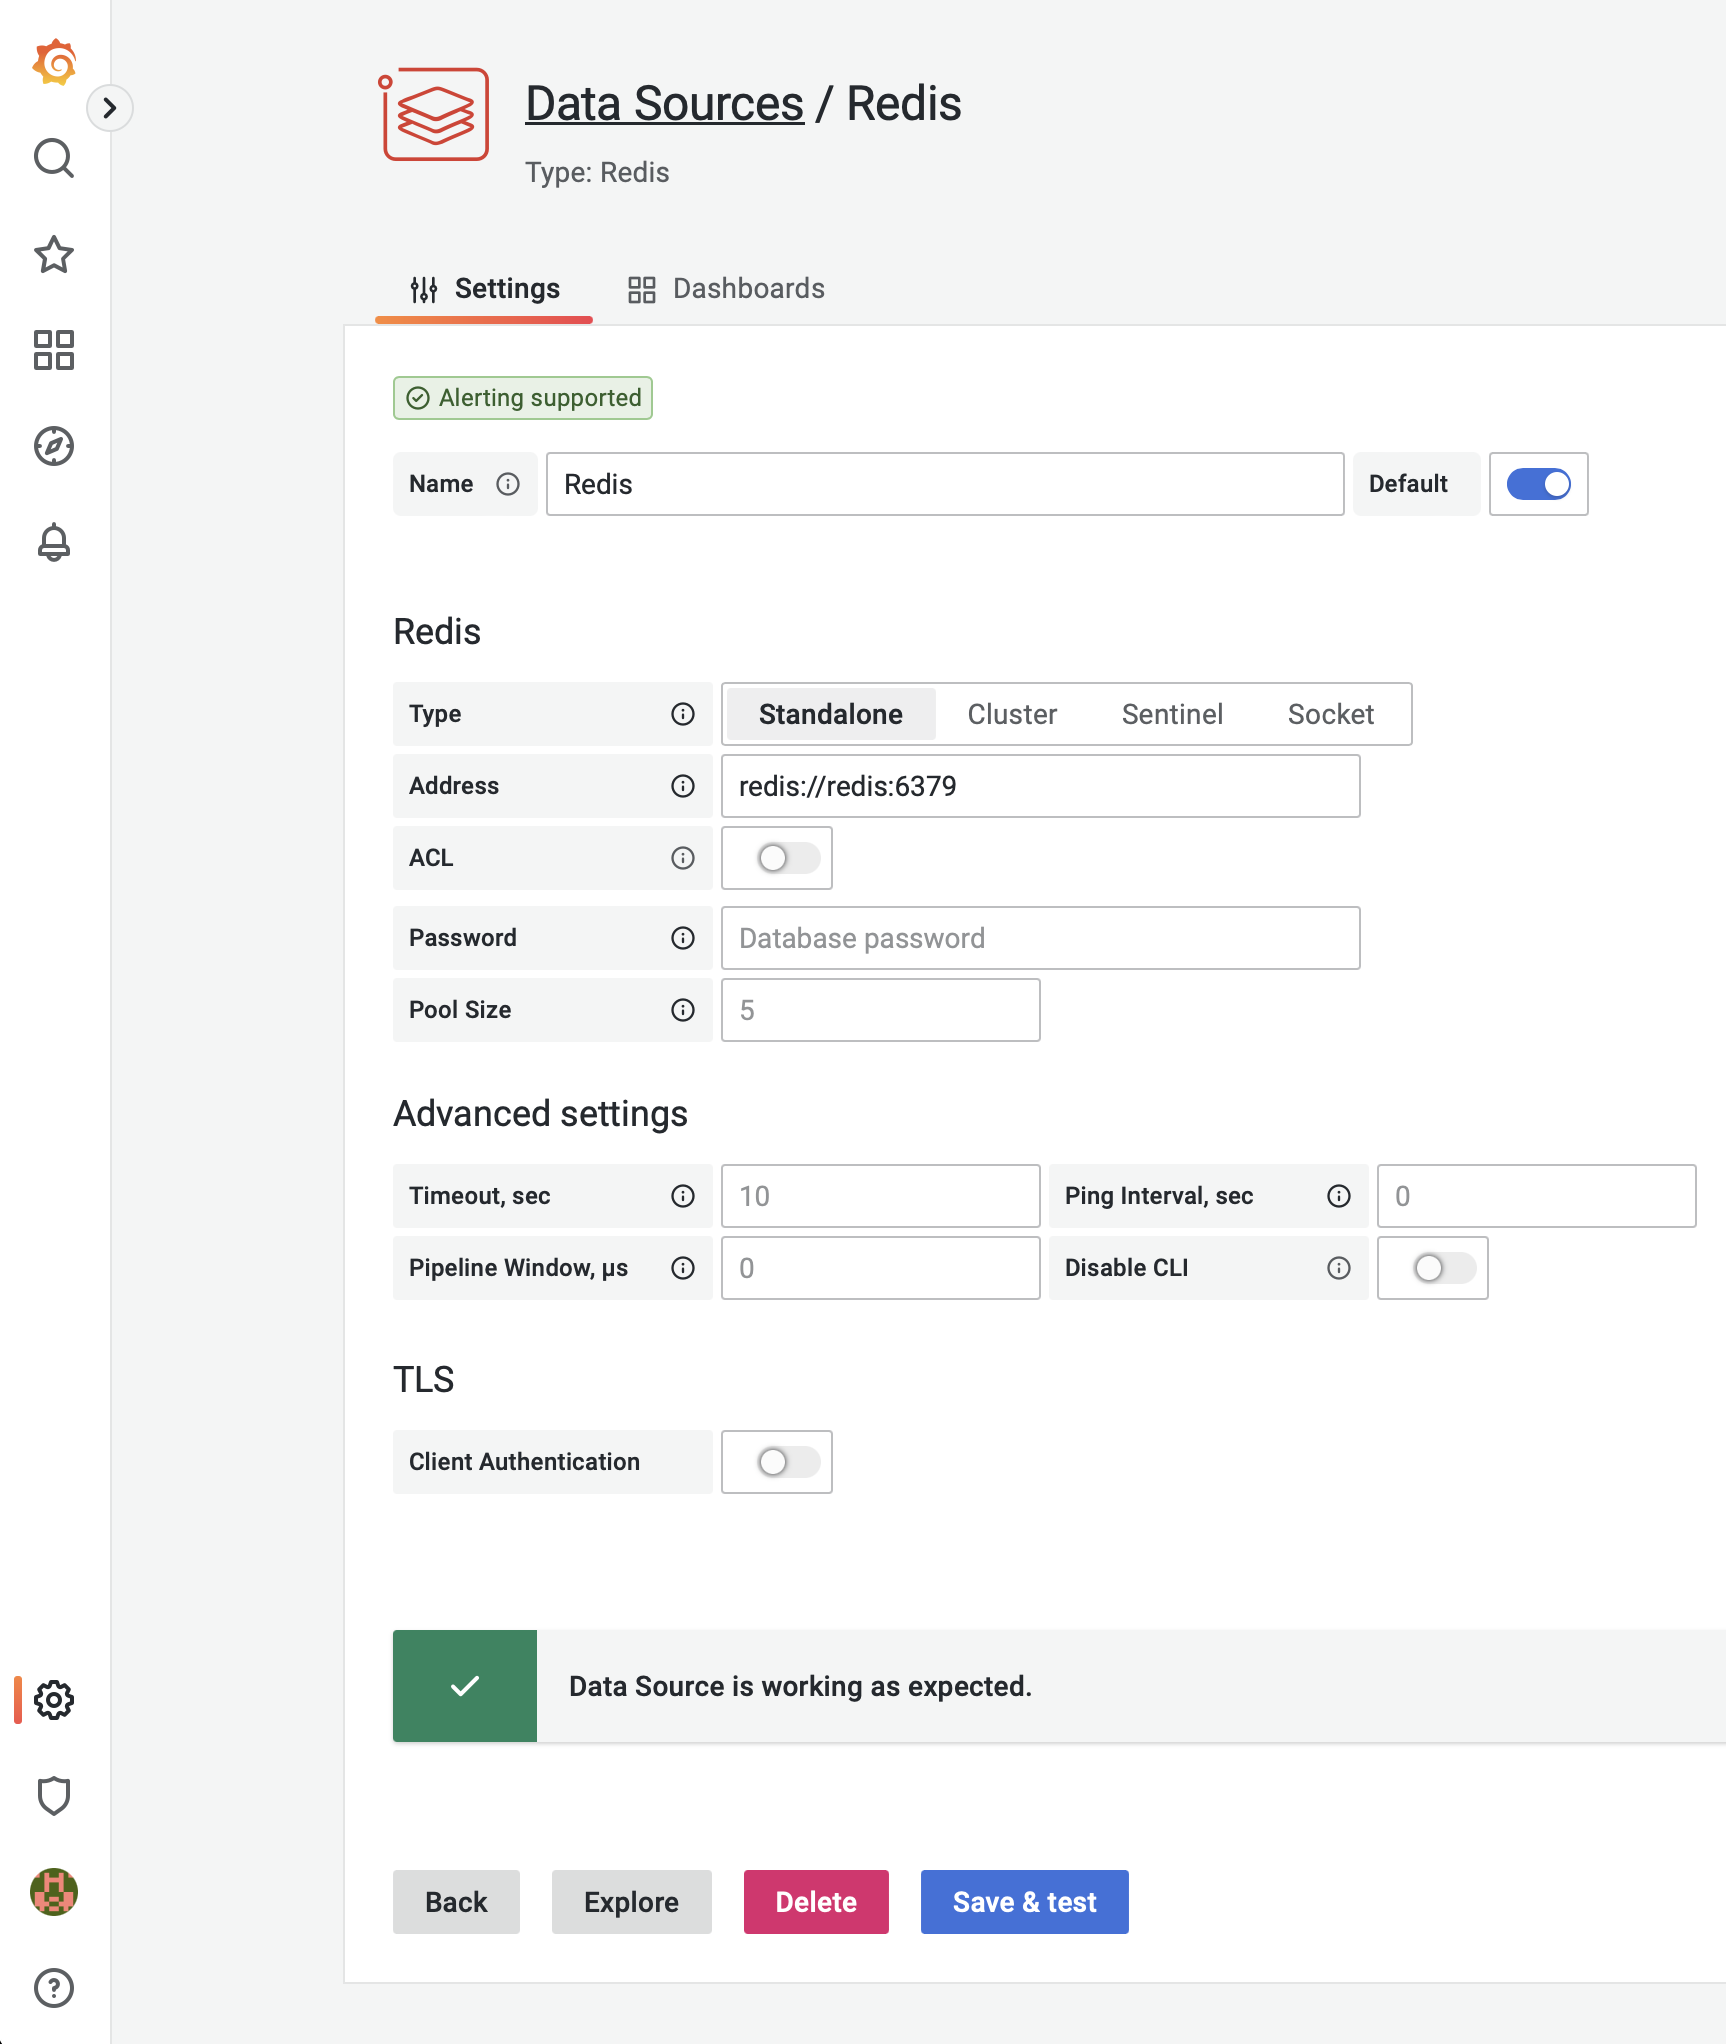 Data Sources / Redis
Type: Redis
Settings Dashboards
Alerting supported
Name Redis Default
Redis
Type Standalone Cluster Sentinel Socket
Address redis://redis:6379
ACL
Password Database password
Pool Size 5
Advanced settings
Timeout, sec 10 Ping Interval, sec 0
Pipeline Window, μs 0 Disable CLI
TLS
Client Authentication
Data Source is working as expected.
Back Explore Delete Save & test